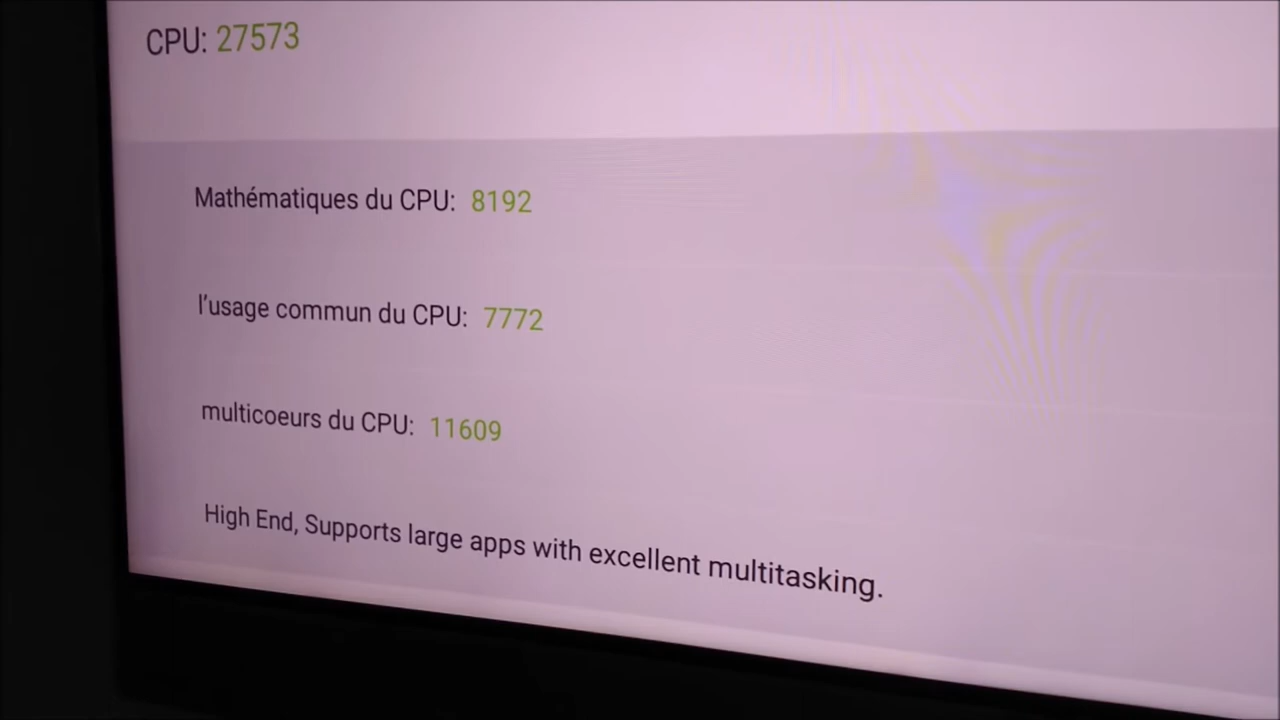 CPU: 27573
Mathématiques du CPU: 8192
l’usage commun du CPU: 7772
multicoeurs du CPU: 11609
High End, Supports large apps with excellent multitasking.